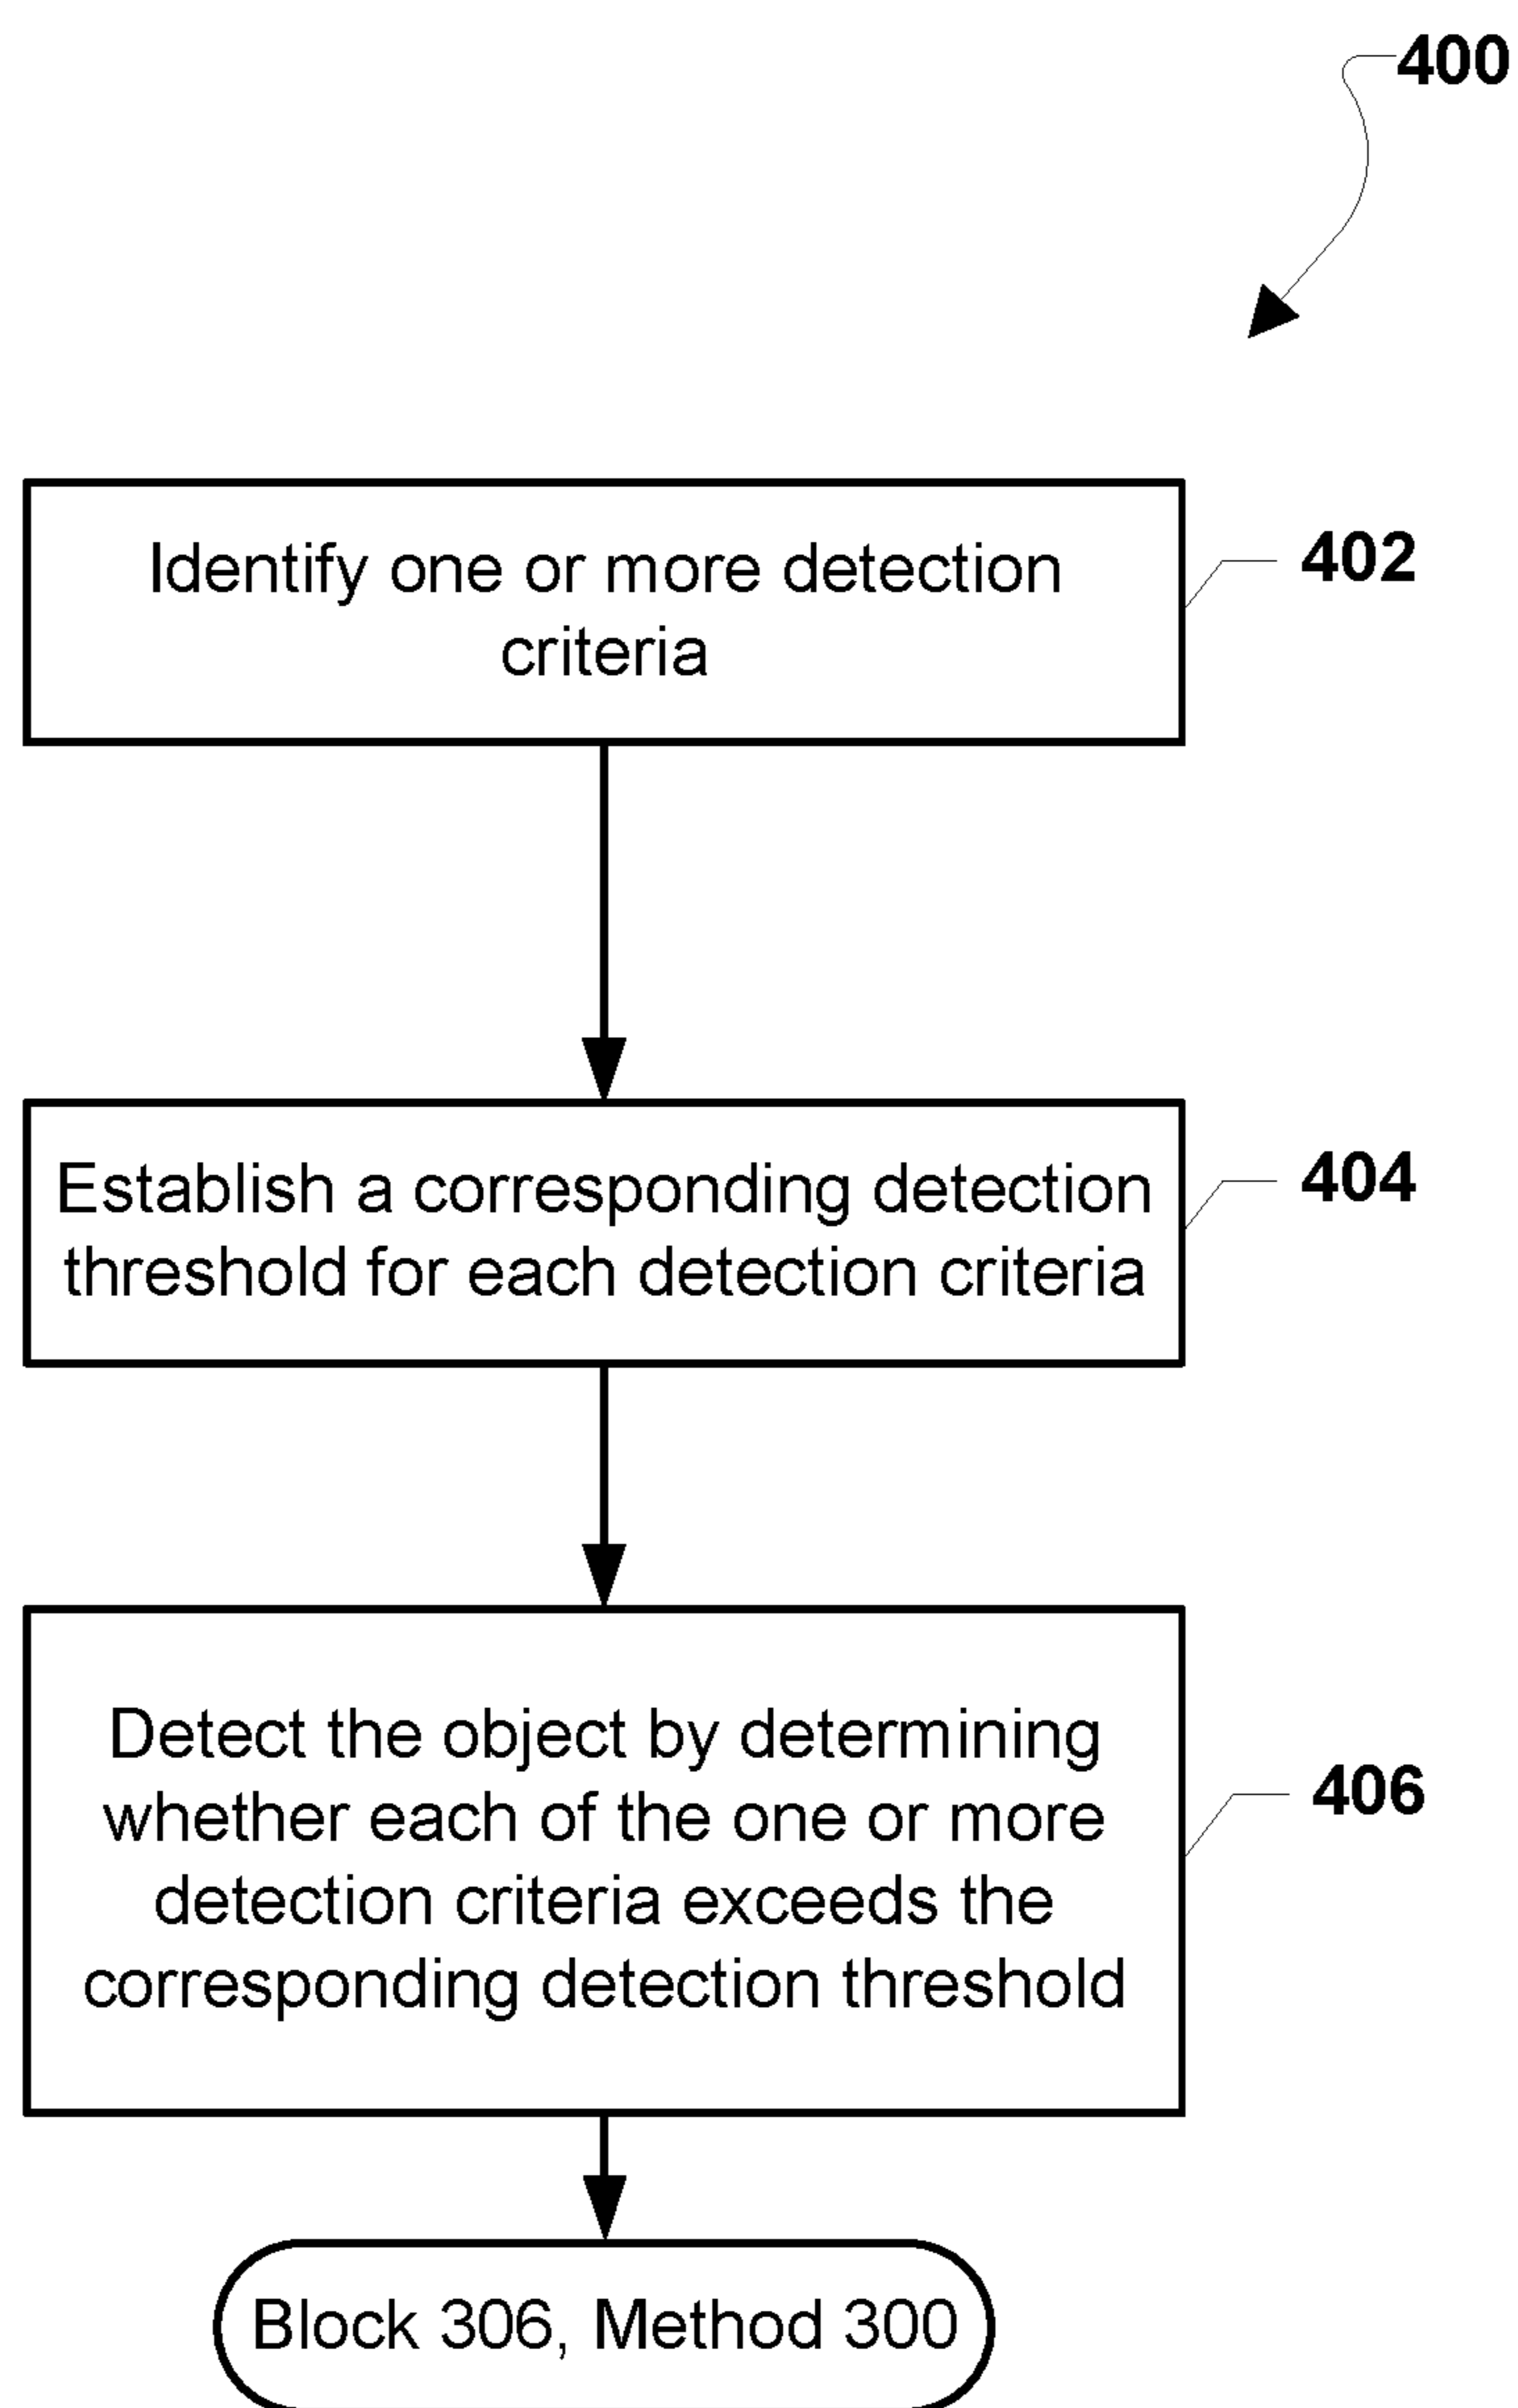 400
Identify one or more detection
criteria
402
Establish a corresponding detection
threshold for each detection criteria
404
Detect the object by determining
whether each of the one or more
detection criteria exceeds the
corresponding detection threshold
406
Block 306, Method 300